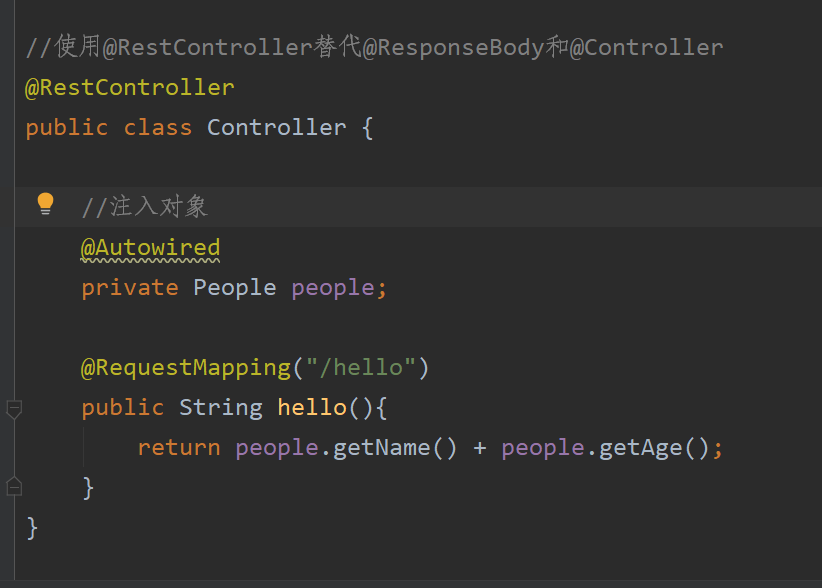 //使用@RestController替代@ResponseBody和@Controller
@RestController
public class Controller {
//注入对象
@Autowired
private People people;
@RequestMapping("/hello")
public String hello(){
return people.getName() + people.getAge();
}
}